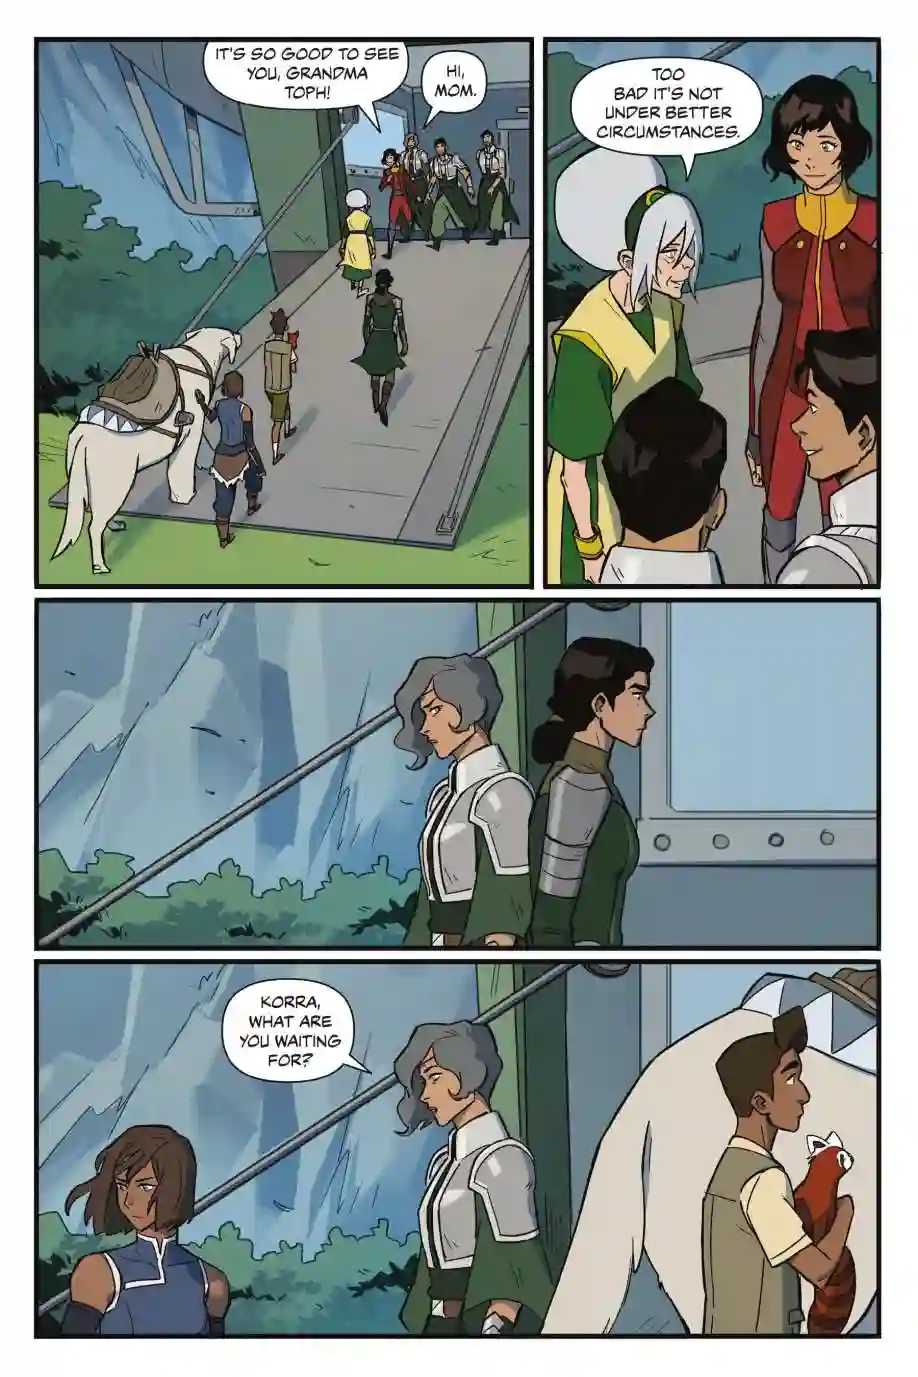 IT'S SO GOOD TO SEE
YOU, GRANDMA
TOPH!
HI,
MOM.
TOO
BAD IT'S NOT
UNDER BETTER
CIRCUMSTANCES.
KORRA,
WHAT ARE
YOU WAITING
FOR?